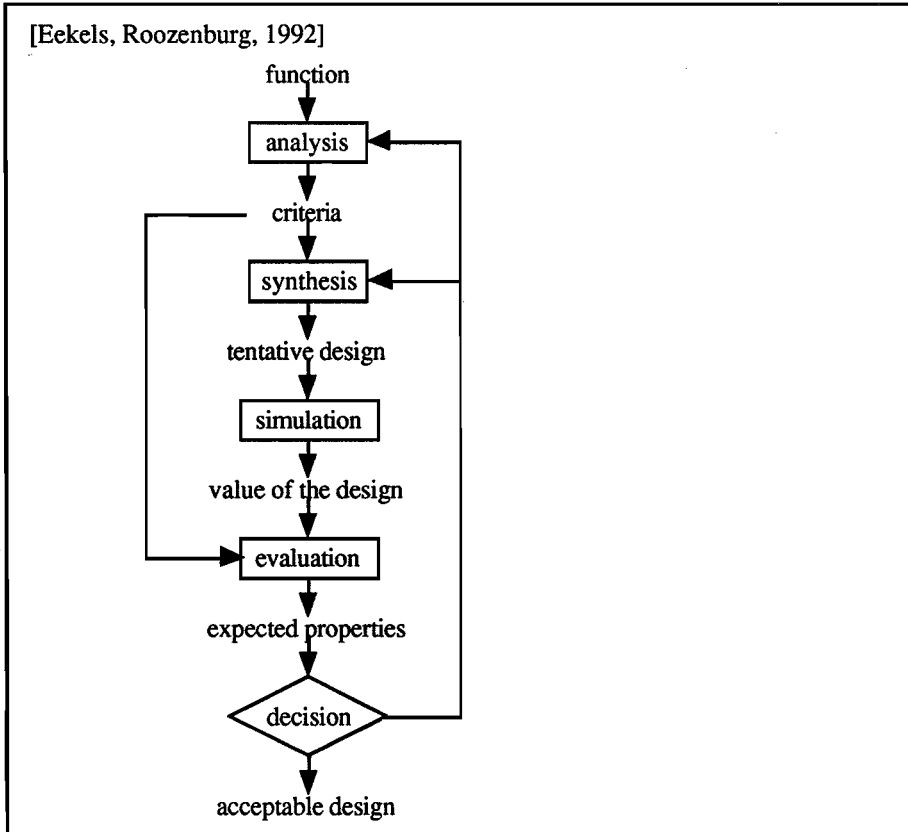 [Eekels, Roozenburg, 1992]
function
analysis
criteria
synthesis
tentative design
simulation
value of the design
evaluation
expected properties
decision
acceptable design